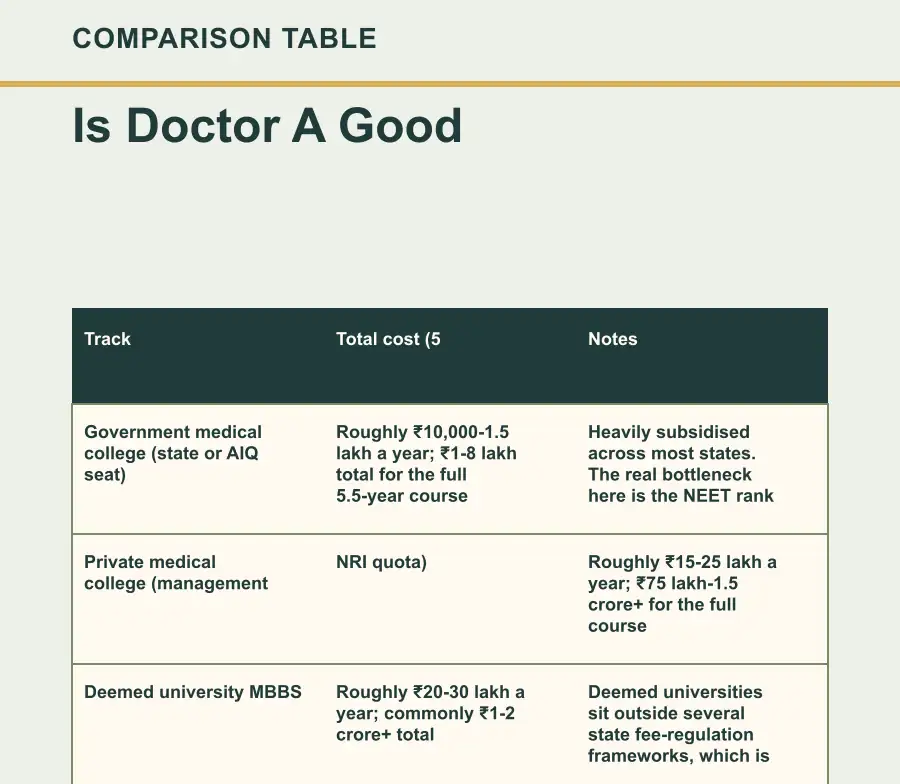 COMPARISON TABLE
Is Doctor A Good
Track
Total cost (5
Notes
Government medical
college (state or AIQ
seat)
Roughly ₹10,000-1.5
lakh a year; ₹1-8 lakh
total for the full
5.5-year course
Heavily subsidised
across most states.
The real bottleneck
here is the NEET rank
Private medical
college (management
NRI quota)
Roughly ₹15-25 lakh a
year; ₹75 lakh-1.5
crore+ for the full
course
Deemed university MBBS
Roughly ₹20-30 lakh a
year; commonly ₹1-2
crore+ total
Deemed universities
sit outside several
state fee-regulation
frameworks, which is